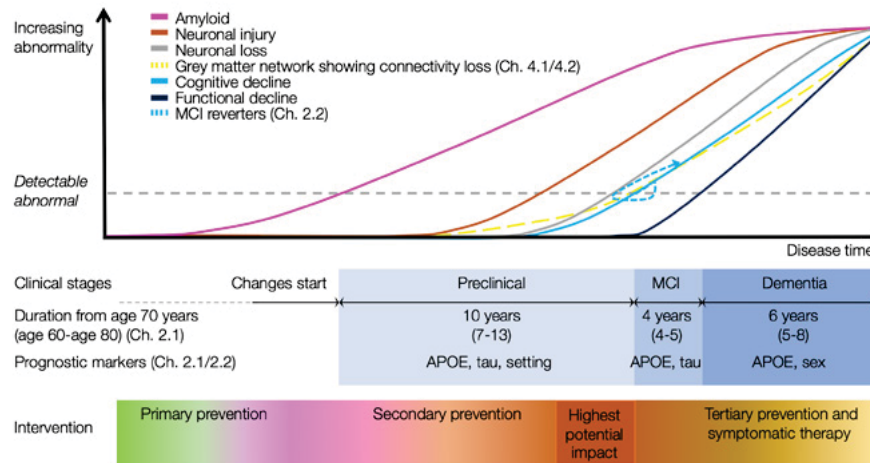 Increasing
abnormality
Amyloid
Neuronal injury
Neuronal loss
Grey matter network showing connectivity loss (Ch. 4.1/4.2)
Cognitive decline
Functional decline
MCI reverters (Ch. 2.2)
Detectable
abnormal
Disease time
Clinical stages
Changes start
Preclinical
MCI
Dementia
Duration from age 70 years
(age 60-age 80) (Ch. 2.1)
10 years
(7-13)
4 years
(4-5)
6 years
(5-8)
Prognostic markers (Ch. 2.1/2.2)
APOE, tau, setting
APOE, tau
APOE, sex
Intervention
Primary prevention
Secondary prevention
Highest
potential
impact
Tertiary prevention and
symptomatic therapy